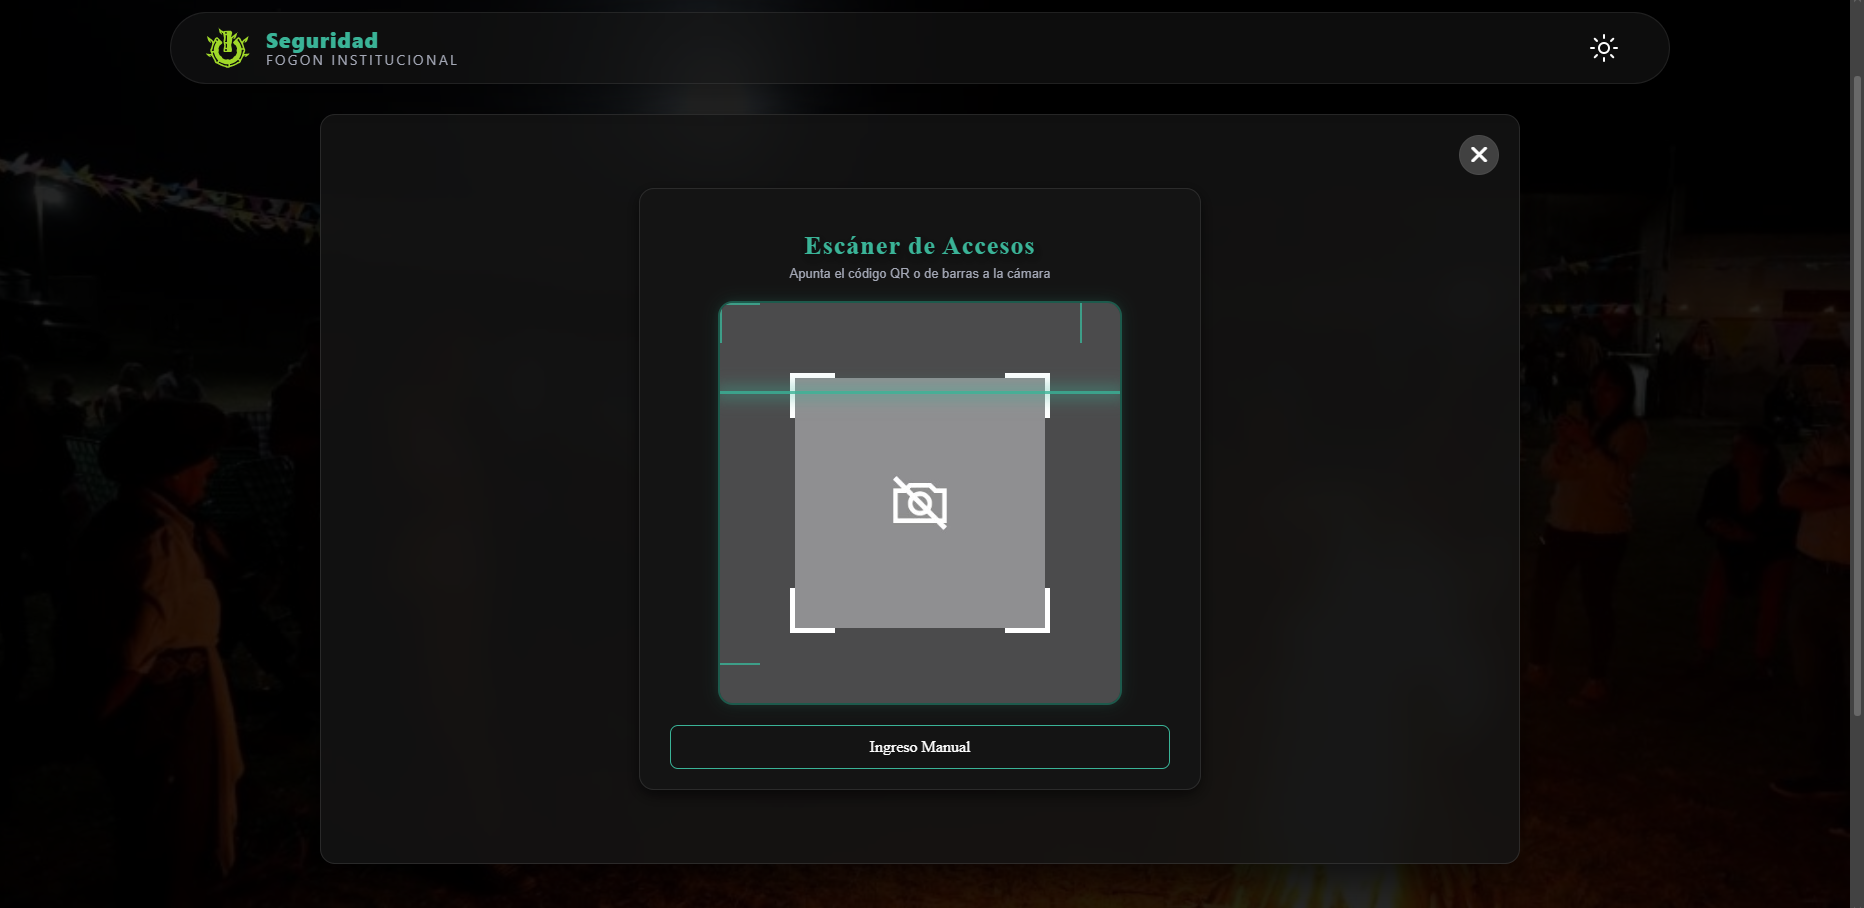 Seguridad
FOGON INSTITUCIONAL
Escáner de Accesos
Apunta el código QR o de barras a la cámara
Ingreso Manual